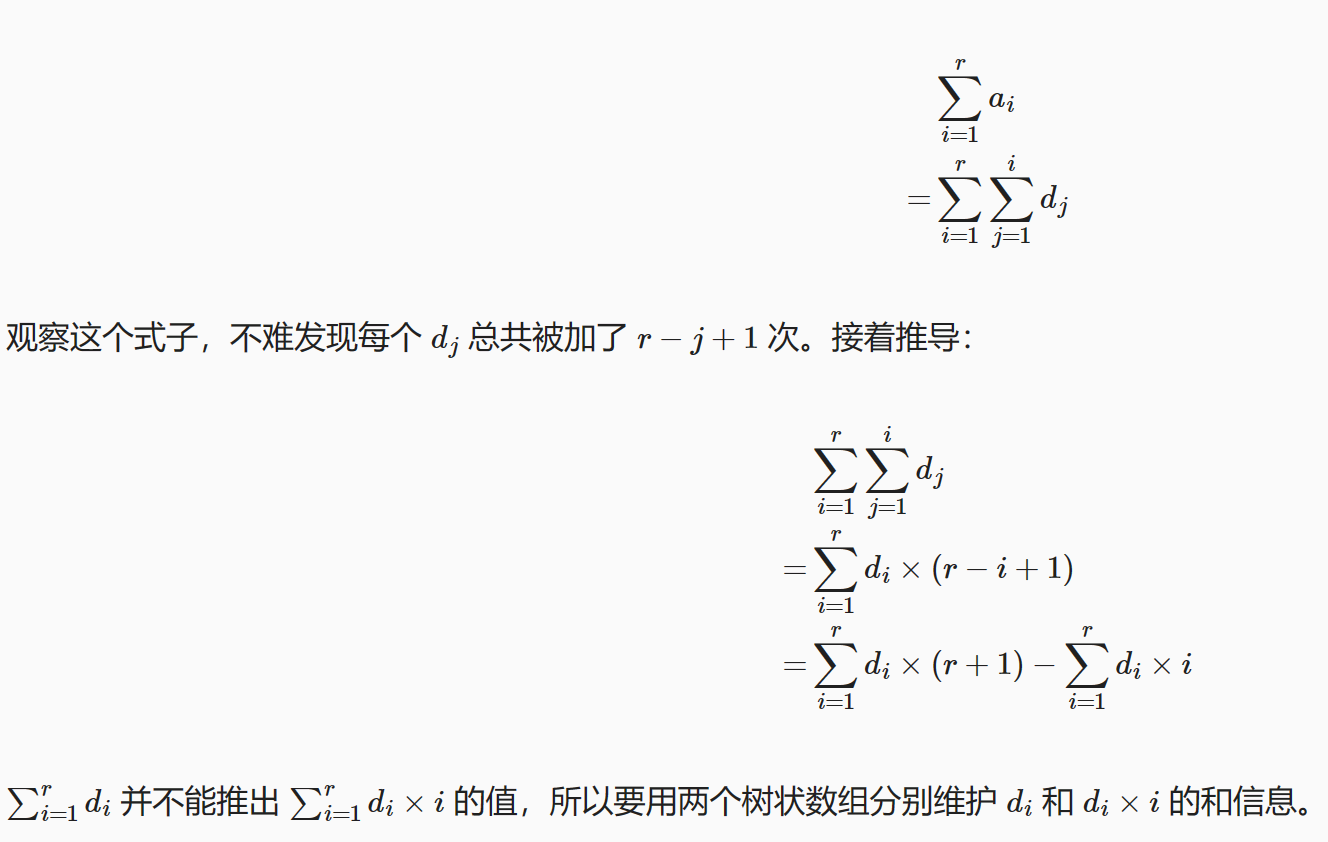 $\sum_{i=1}^{r} a_i$
$= \sum_{i=1}^{r} \sum_{j=1}^{i} d_j$
观察这个式子，不难发现每个 $d_j$ 总共被加了 $r - j + 1$ 次。接着推导：
$\sum_{i=1}^{r} \sum_{j=1}^{i} d_j$
$= \sum_{i=1}^{r} d_i \times (r - i + 1)$
$= \sum_{i=1}^{r} d_i \times (r + 1) - \sum_{i=1}^{r} d_i \times i$
$\sum_{i=1}^{r} d_i$ 并不能推出 $\sum_{i=1}^{r} d_i \times i$ 的值，所以要用两个树状数组分别维护 $d_i$ 和 $d_i \times i$ 的和信息。